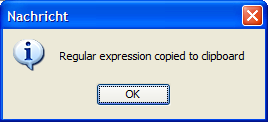 Nachricht
Regular expression copied to clipboard
OK